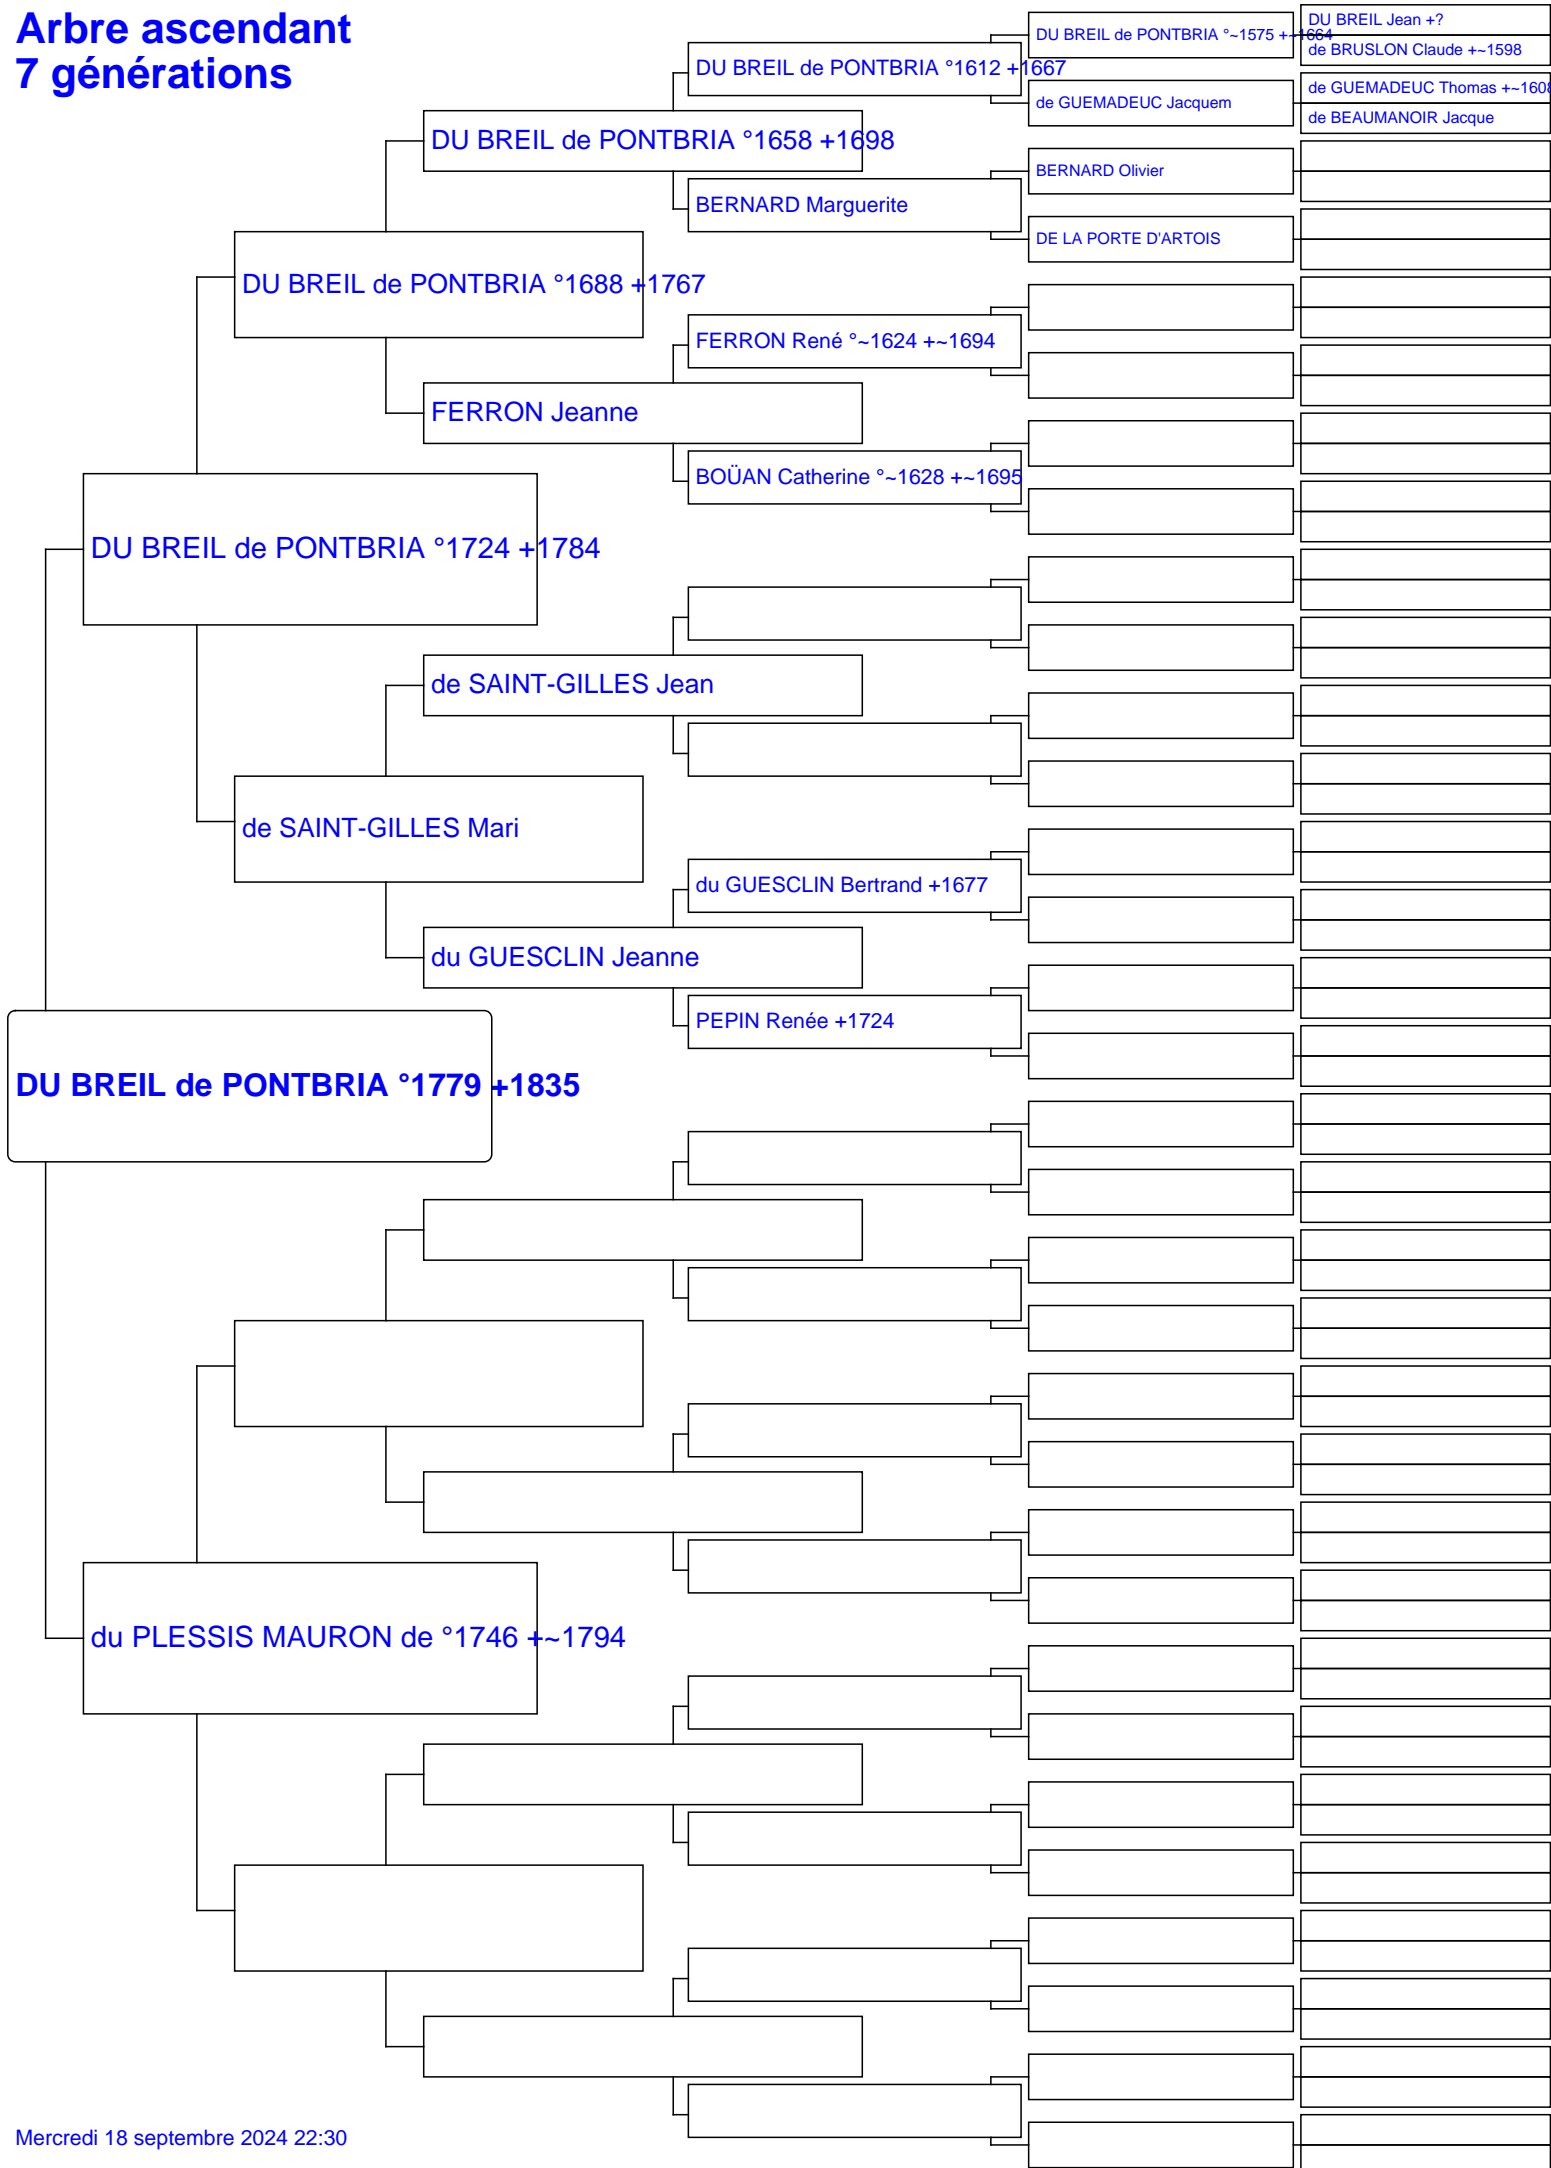 Arbre ascendant
7 générations
DU BREIL Jean +?
DU BREIL de PONTBRIA °~1575 +~1664
de BRUSLON Claude +~1598
DU BREIL de PONTBRIA °1612 +1667
de GUEMADEUC Thomas +~1608
de GUEMADEUC Jacquem
de BEAUMANOIR Jacque
DU BREIL de PONTBRIA °1658 +1698
BERNARD Olivier
BERNARD Marguerite
DE LA PORTE D'ARTOIS
DU BREIL de PONTBRIA °1688 +1767
FERRON René °~1624 +~1694
FERRON Jeanne
BOÜAN Catherine °~1628 +~1695
DU BREIL de PONTBRIA °1724 +1784
de SAINT-GILLES Jean
de SAINT-GILLES Mari
du GUESCLIN Bertrand +1677
du GUESCLIN Jeanne
PEPIN Renée +1724
DU BREIL de PONTBRIA °1779 +1835
du PLESSIS MAURON de °1746 +~1794
Mercredi 18 septembre 2024 22:30